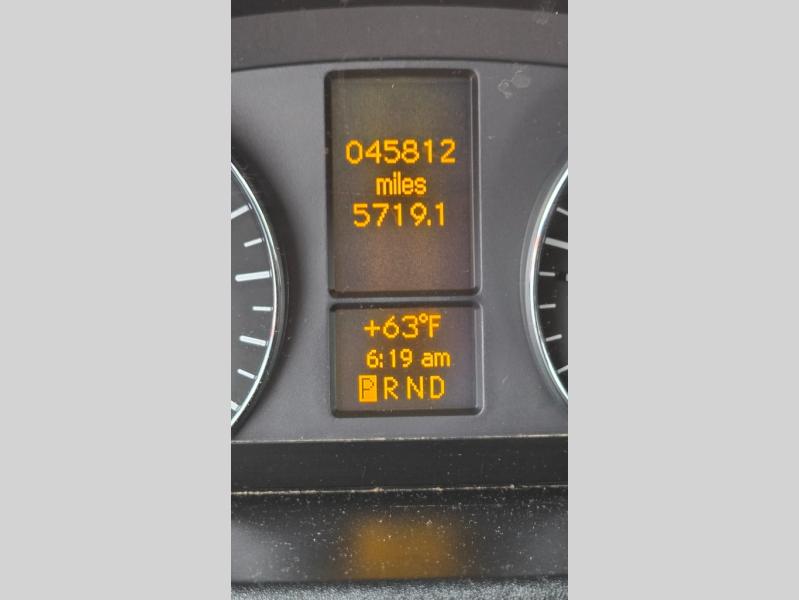 045812
miles
5719.1
+63°F
6:19 am
PRND